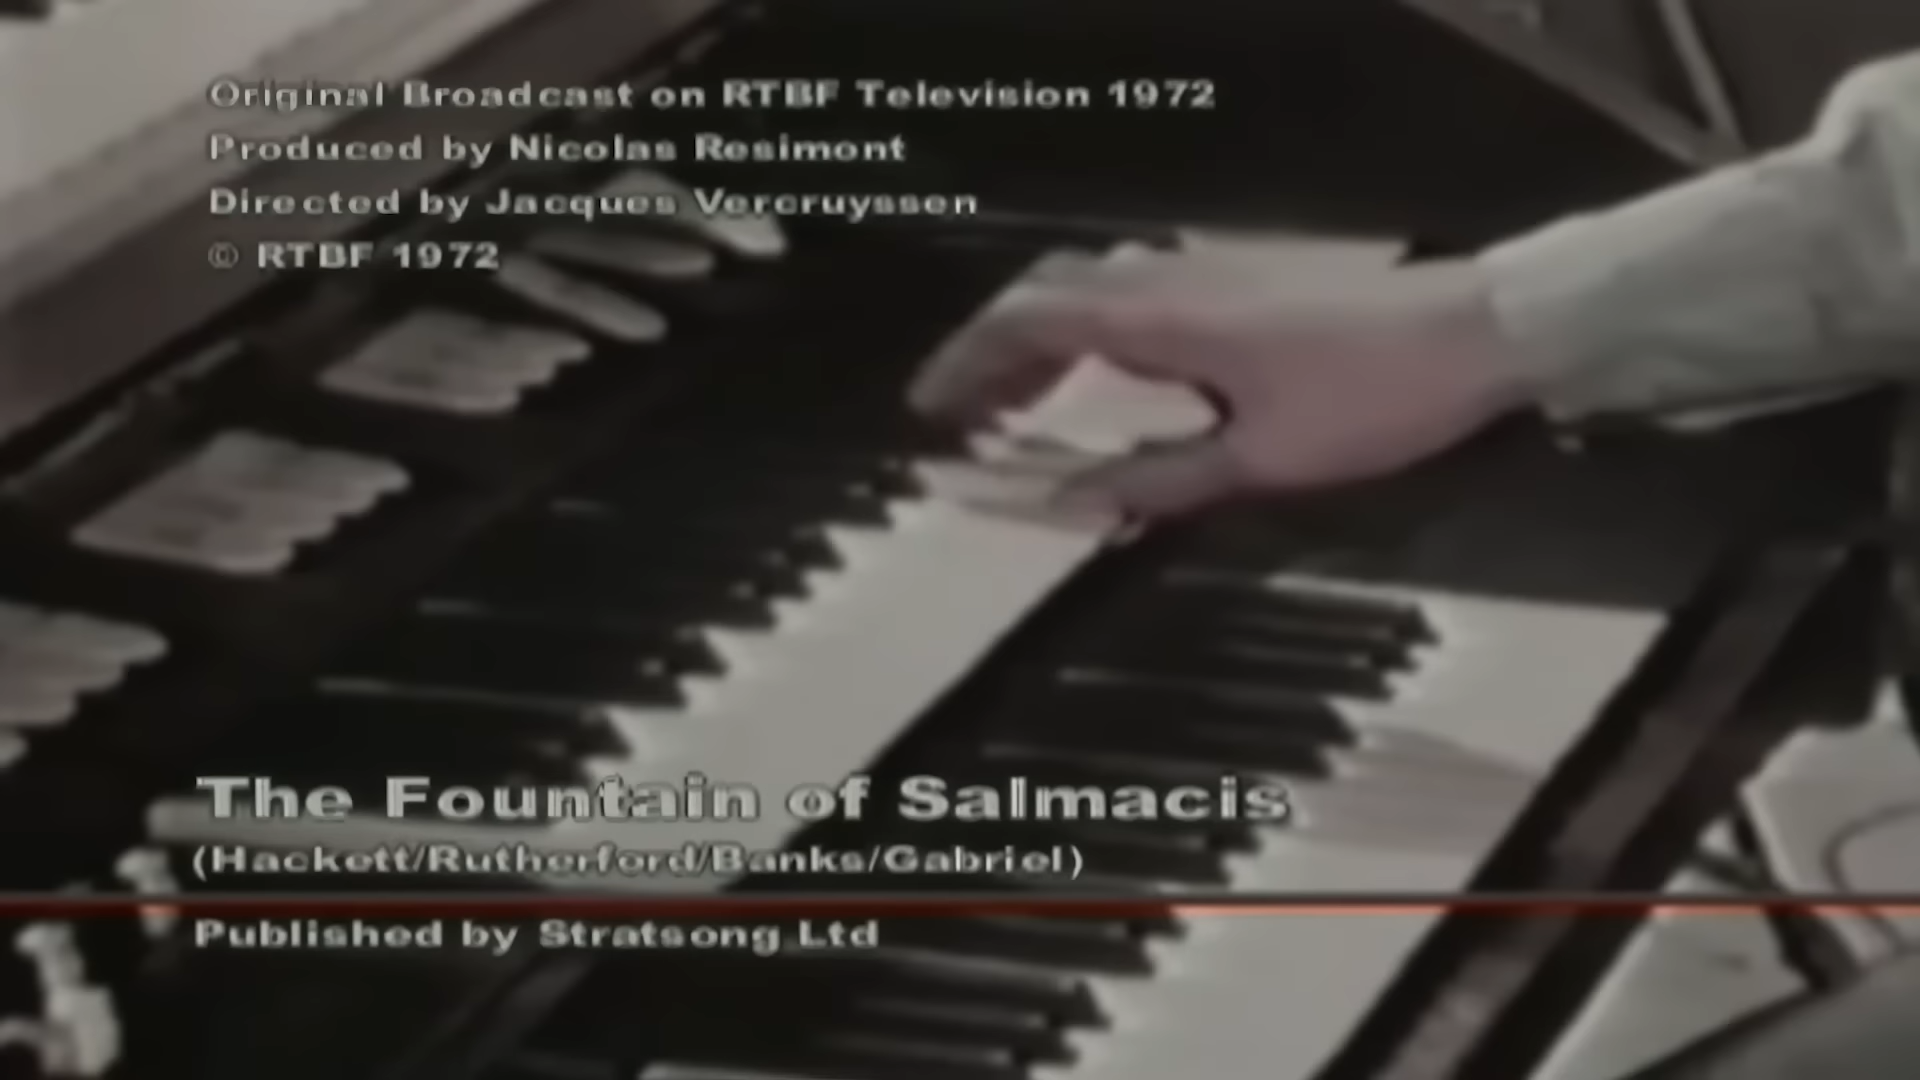 Original Broadcast on RTBF Television 1972
Produced by Nicolas Resimont
Directed by Jacques Vercruyssen
© RTBF 1972
The Fountain of Salmacis
(Hackett/Rutherford/Banks/Gabriel)
Published by Stratsong Ltd